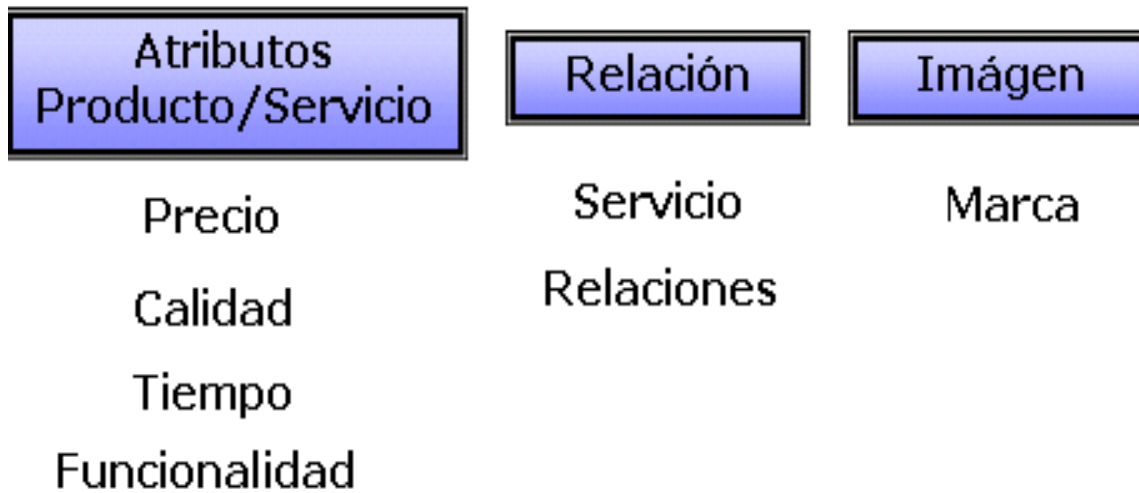 Atributos
Producto/Servicio
Precio
Calidad
Tiempo
Funcionalidad
Relación
Servicio
Relaciones
Imágen
Marca